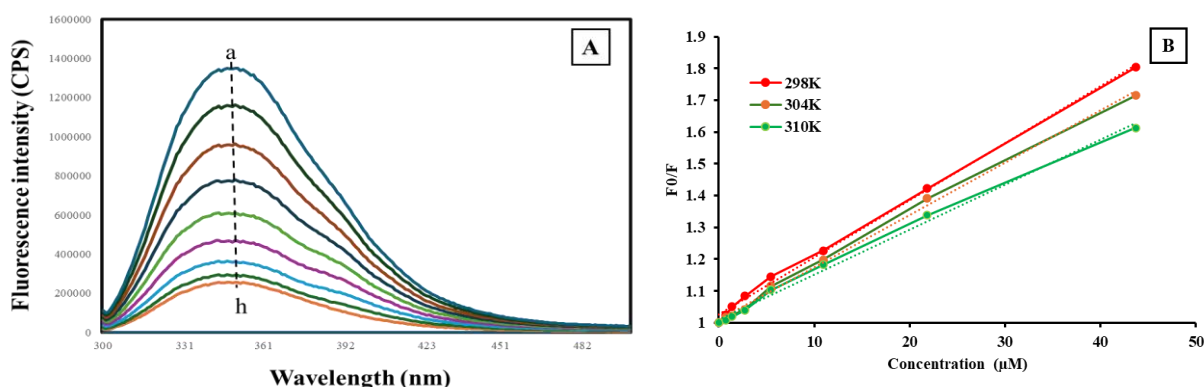 A
Fluorescence intensity (CPS)
1600000
1400000
1200000
1000000
800000
600000
400000
200000
0
a
h
300 331 361 392 423 451 482
Wavelength (nm)
B
F0/F
1.9
1.8
1.7
1.6
1.5
1.4
1.3
1.2
1.1
1
298K
304K
310K
0 10 20 30 40 50
Concentration (µM)